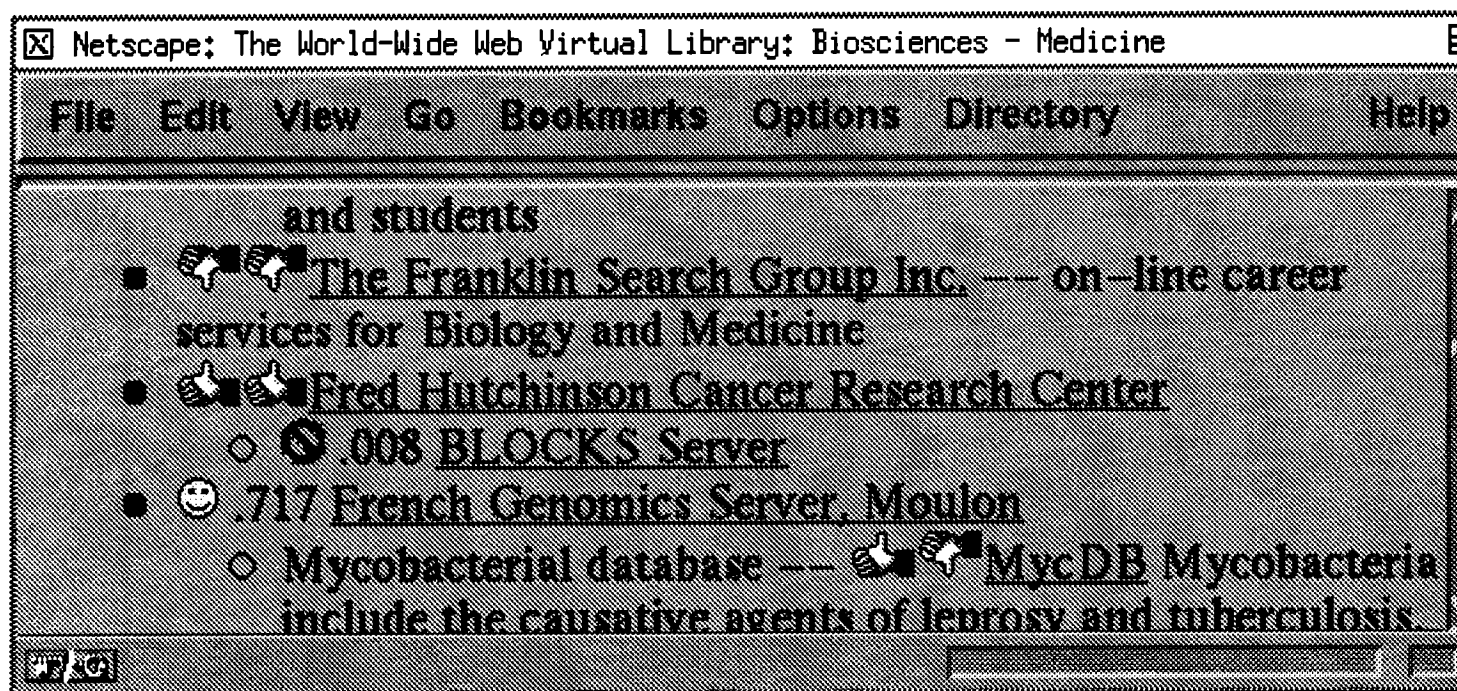 Netscape: The World-Wide Web Virtual Library: Biosciences - Medicine
File Edit View Go Bookmarks Options Directory Help
and students
The Franklin Search Group Inc. -- on-line career
services for Biology and Medicine
Fred Hutchinson Cancer Research Center
.008 BLOCKS Server
.717 French Genomics Server, Moulon
Mycobacterial database -- MycDB Mycobacteria
include the causative agents of leprosy and tuberculosis.